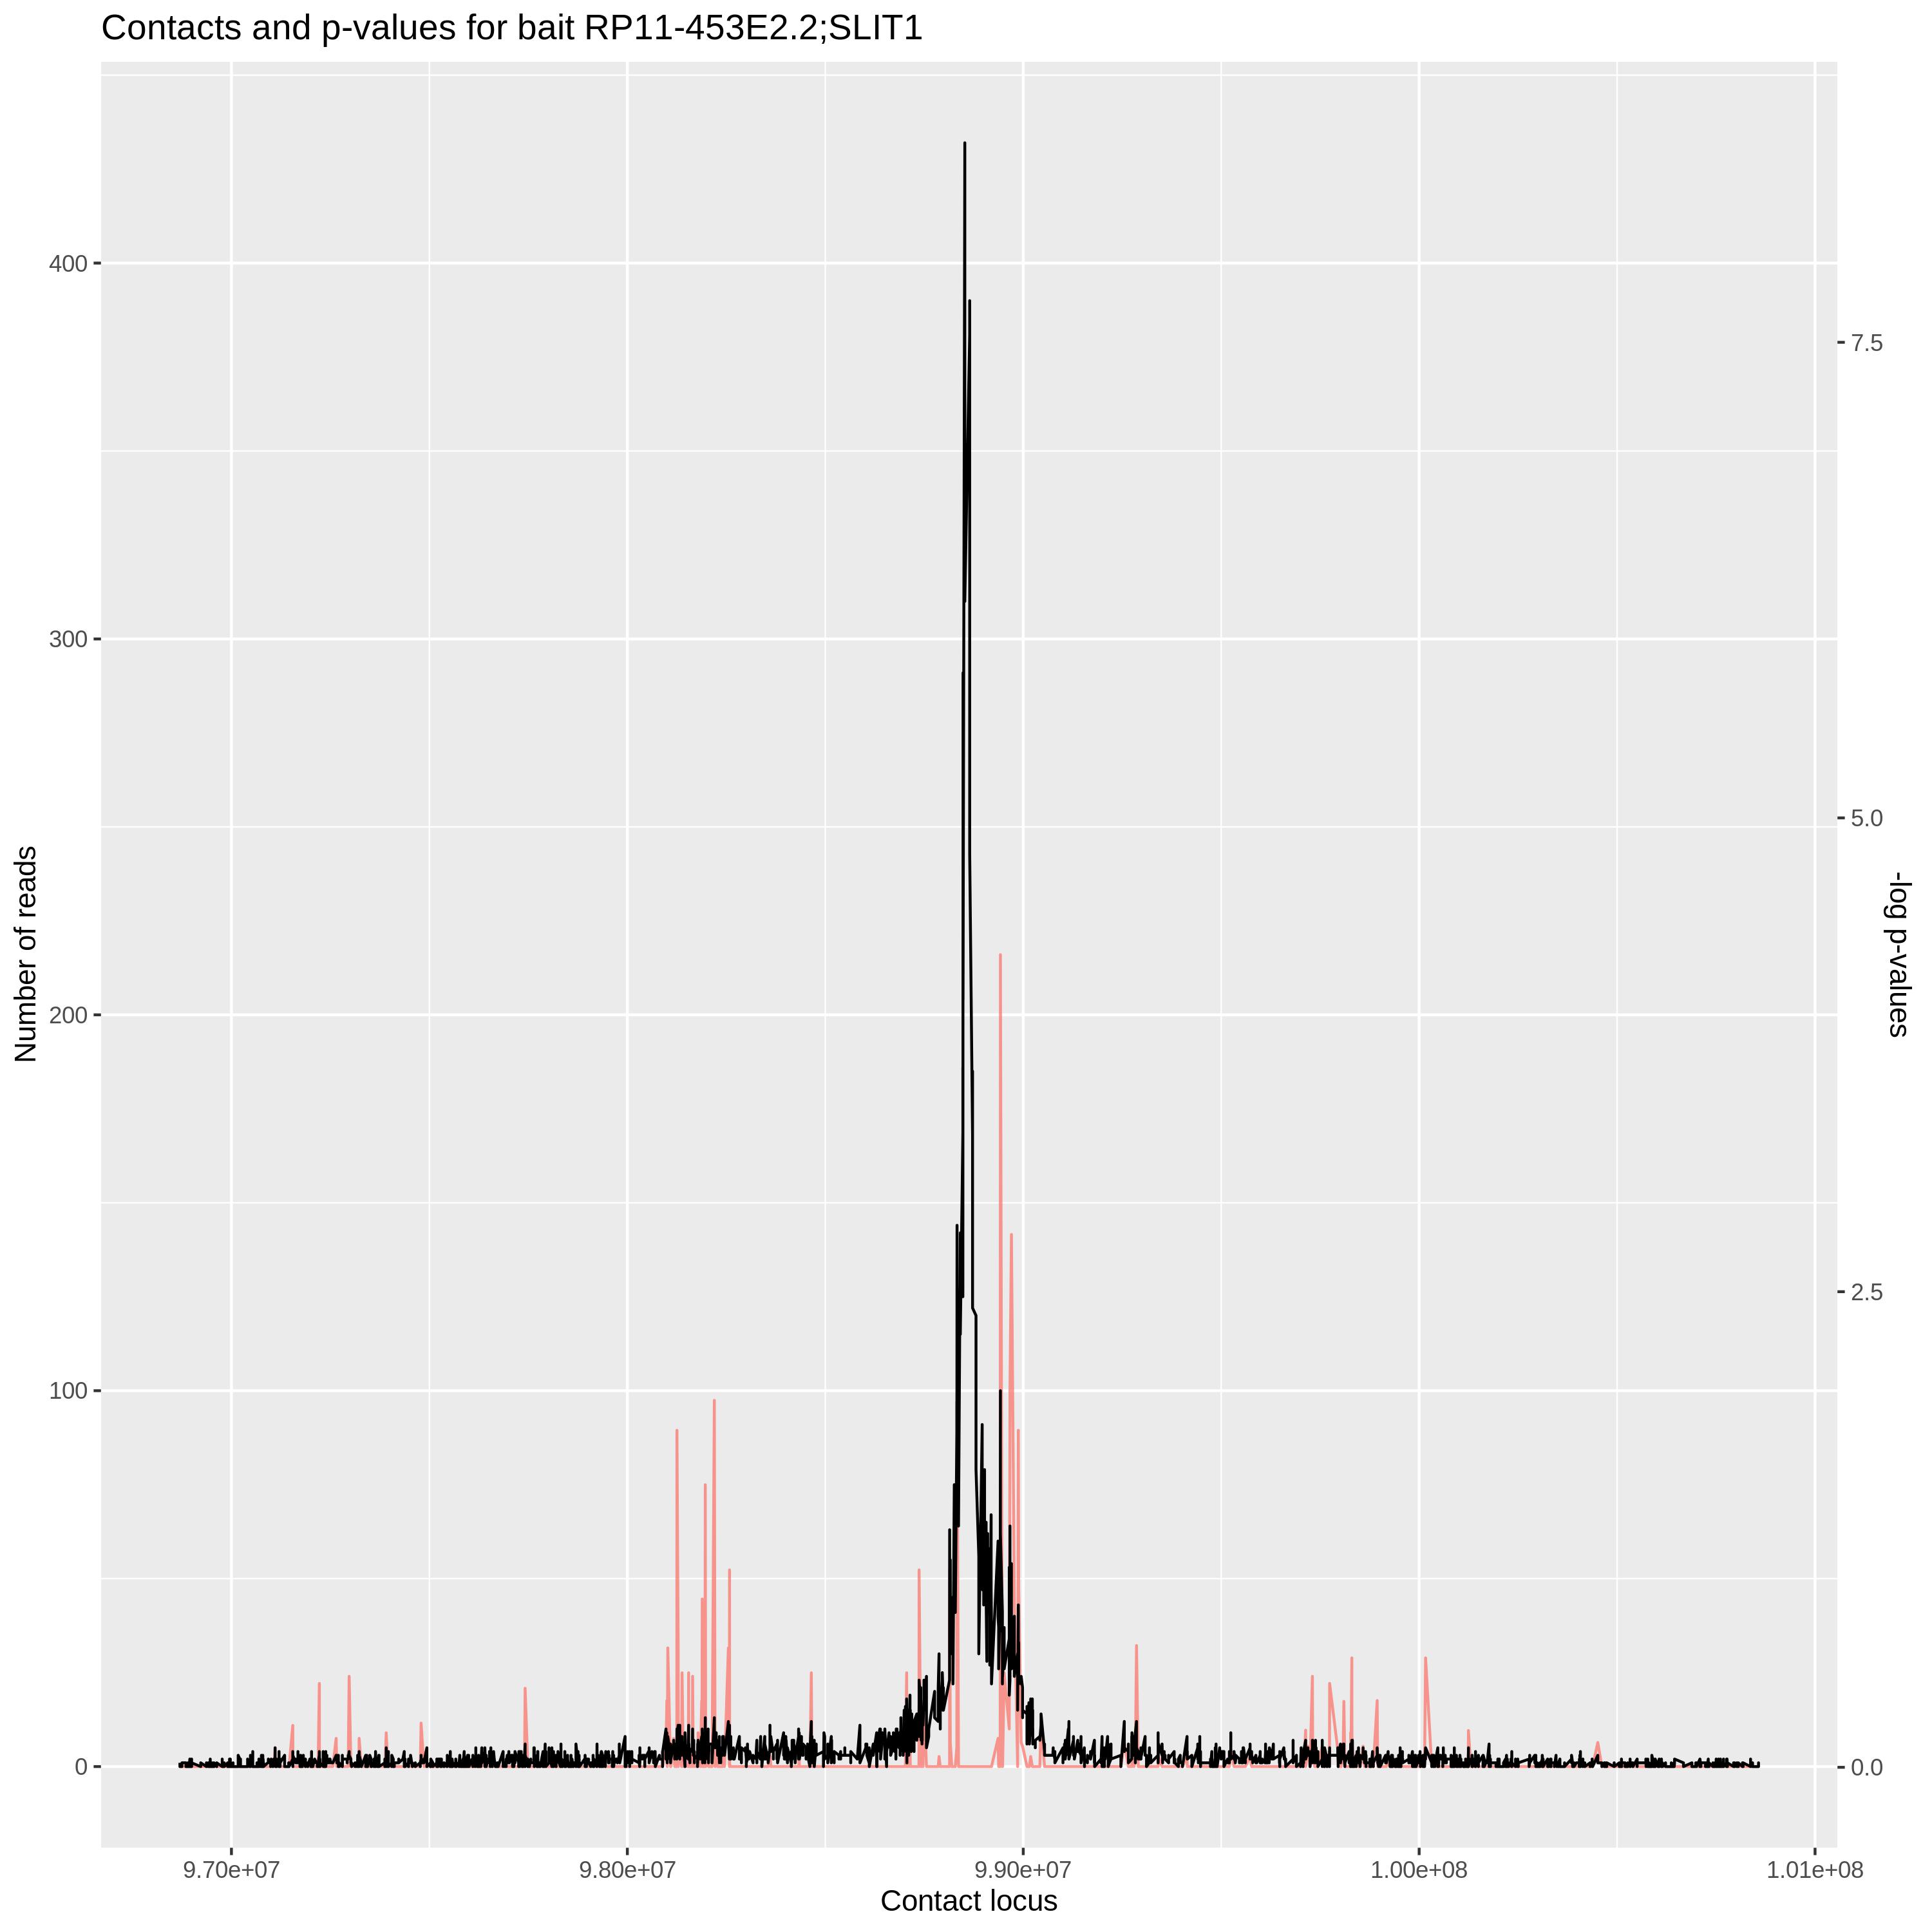 Contacts and p-values for bait RP11-453E2.2;SLIT1
Number of reads
400
300
200
100
0
7.5
5.0
2.5
0.0
-log p-values
9.70e+07
9.80e+07
9.90e+07
1.00e+08
1.01e+08
Contact locus